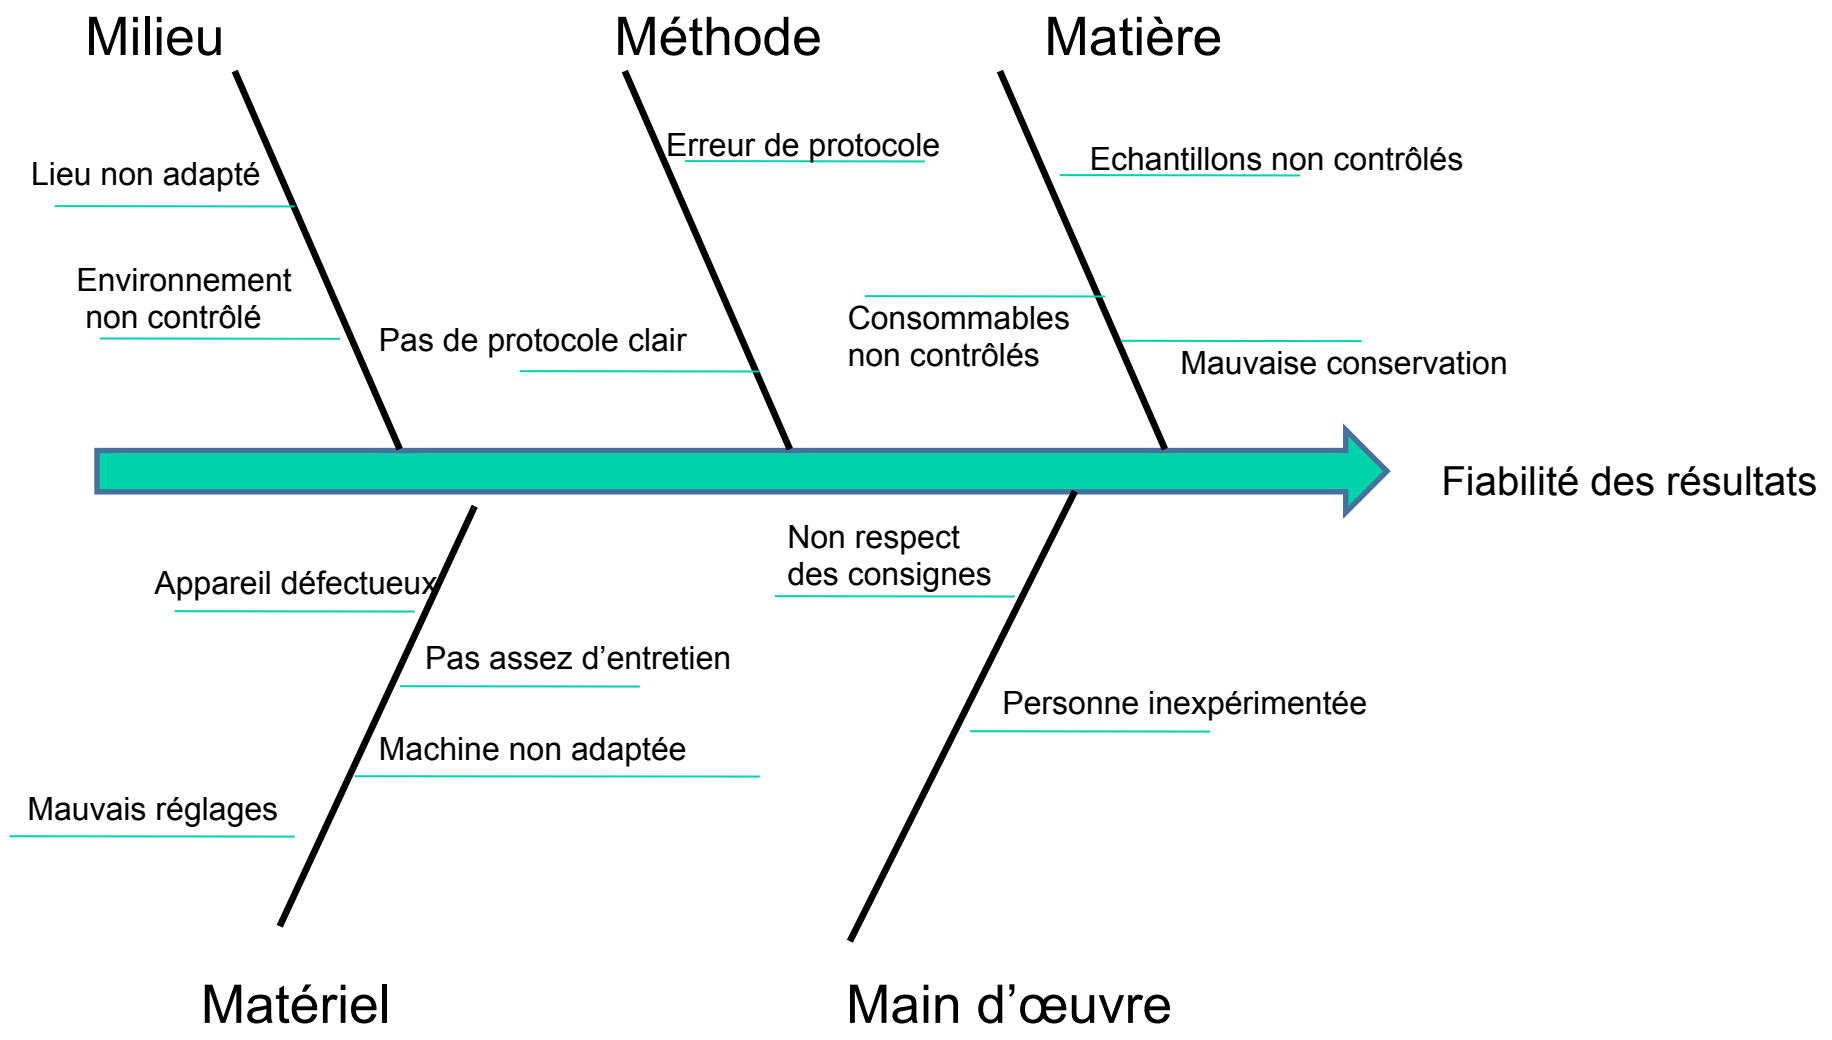 Milieu
Méthode
Matière
Erreur de protocole
Echantillons non contrôlés
Lieu non adapté
Environnement
non contrôlé
Pas de protocole clair
Consommables
non contrôlés
Mauvaise conservation
Fiabilité des résultats
Non respect
des consignes
Appareil défectueux
Pas assez d’entretien
Personne inexpérimentée
Machine non adaptée
Mauvais réglages
Matériel
Main d’œuvre